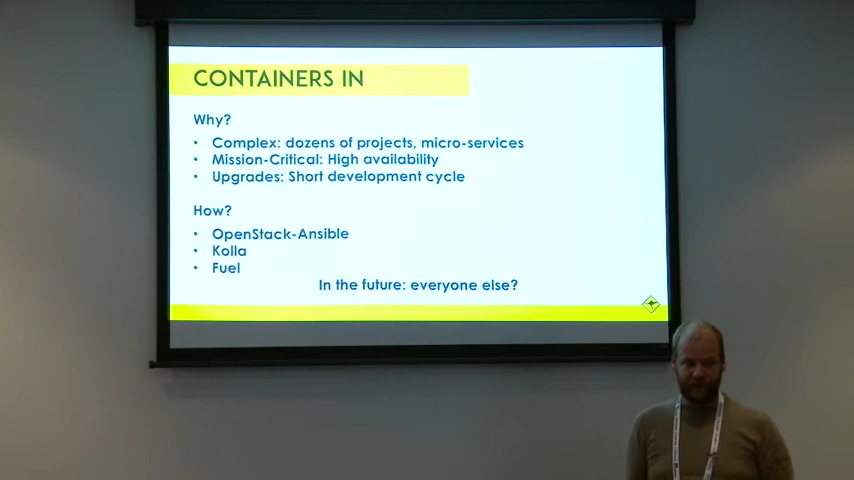 CONTAINERS IN
Why?
• Complex: dozens of projects, micro-services
• Mission-Critical: High availability
• Upgrades: Short development cycle
How?
• OpenStack-Ansible
• Kolla
• Fuel
In the future: everyone else?